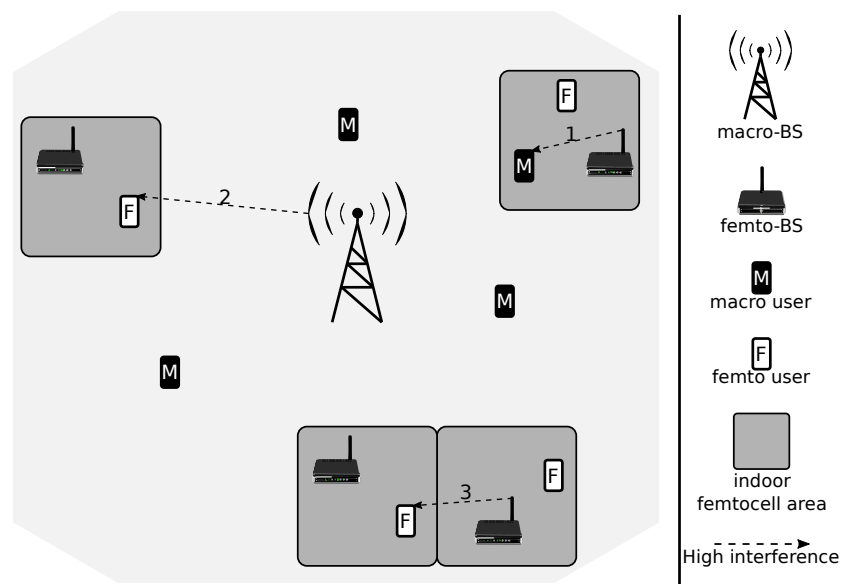 M
F
1
M
2
F
M
M
F
3
F
macro-BS
femto-BS
M
macro user
F
femto user
indoor
femtocell area
High interference